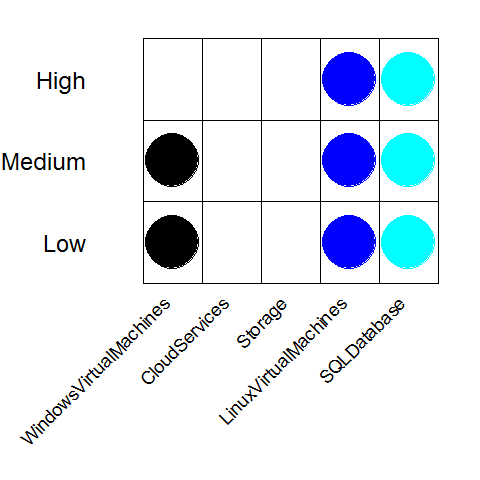 High
Medium
Low
WindowsVirtualMachines
CloudServices
Storage
LinuxVirtualMachines
SQLDatabase